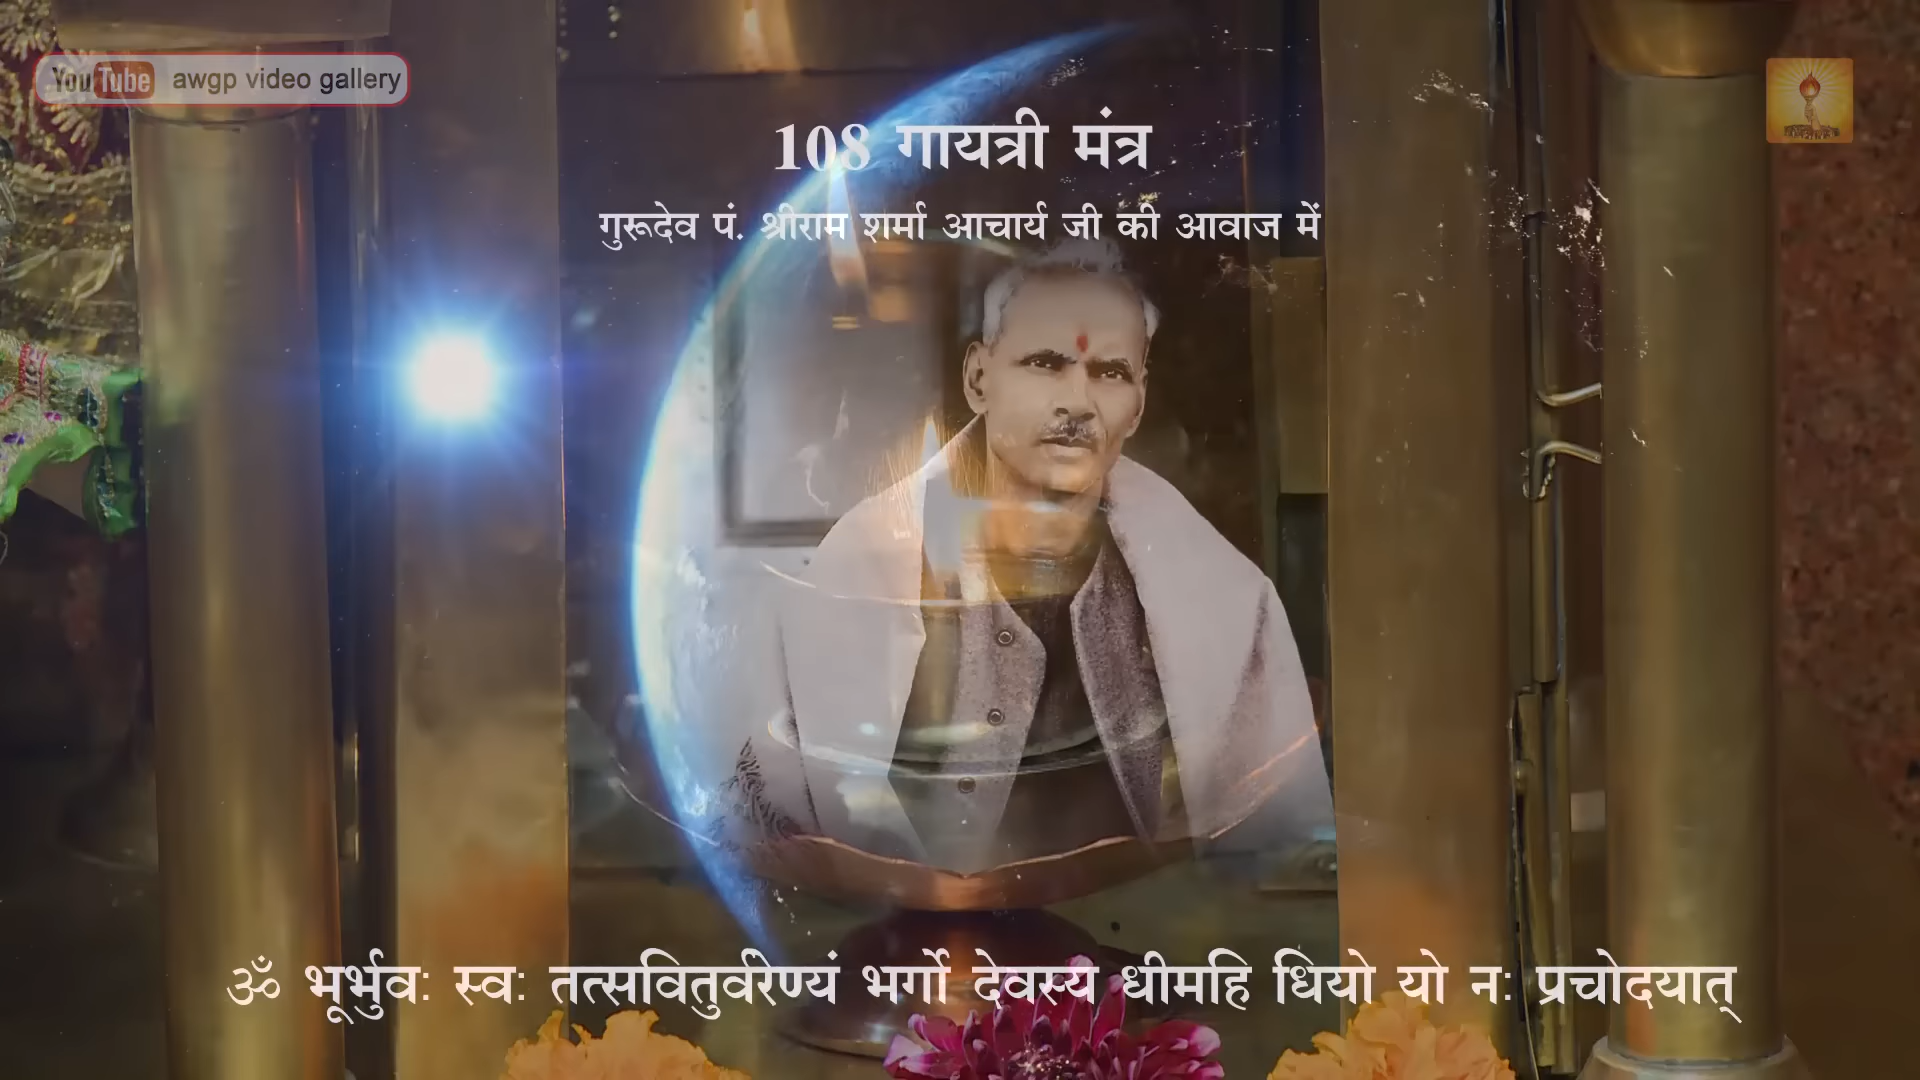 YouTube awgp video gallery
108 गायत्री मंत्र
गुरूदेव पं. श्रीराम शर्मा आचार्य जी की आवाज में
ॐ भूर्भुवः स्वः तत्सवितुर्वरेण्यं भर्गो देवस्य धीमहि धियो यो नः प्रचोदयात्